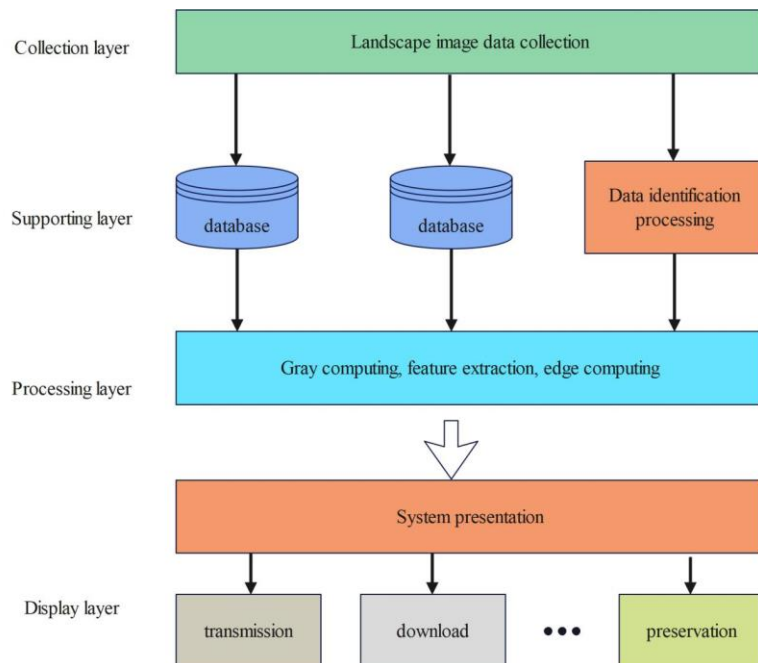 Collection layer
Landscape image data collection
Supporting layer
database
database
Data identification
processing
Processing layer
Gray computing, feature extraction, edge computing
System presentation
Display layer
transmission
download
preservation